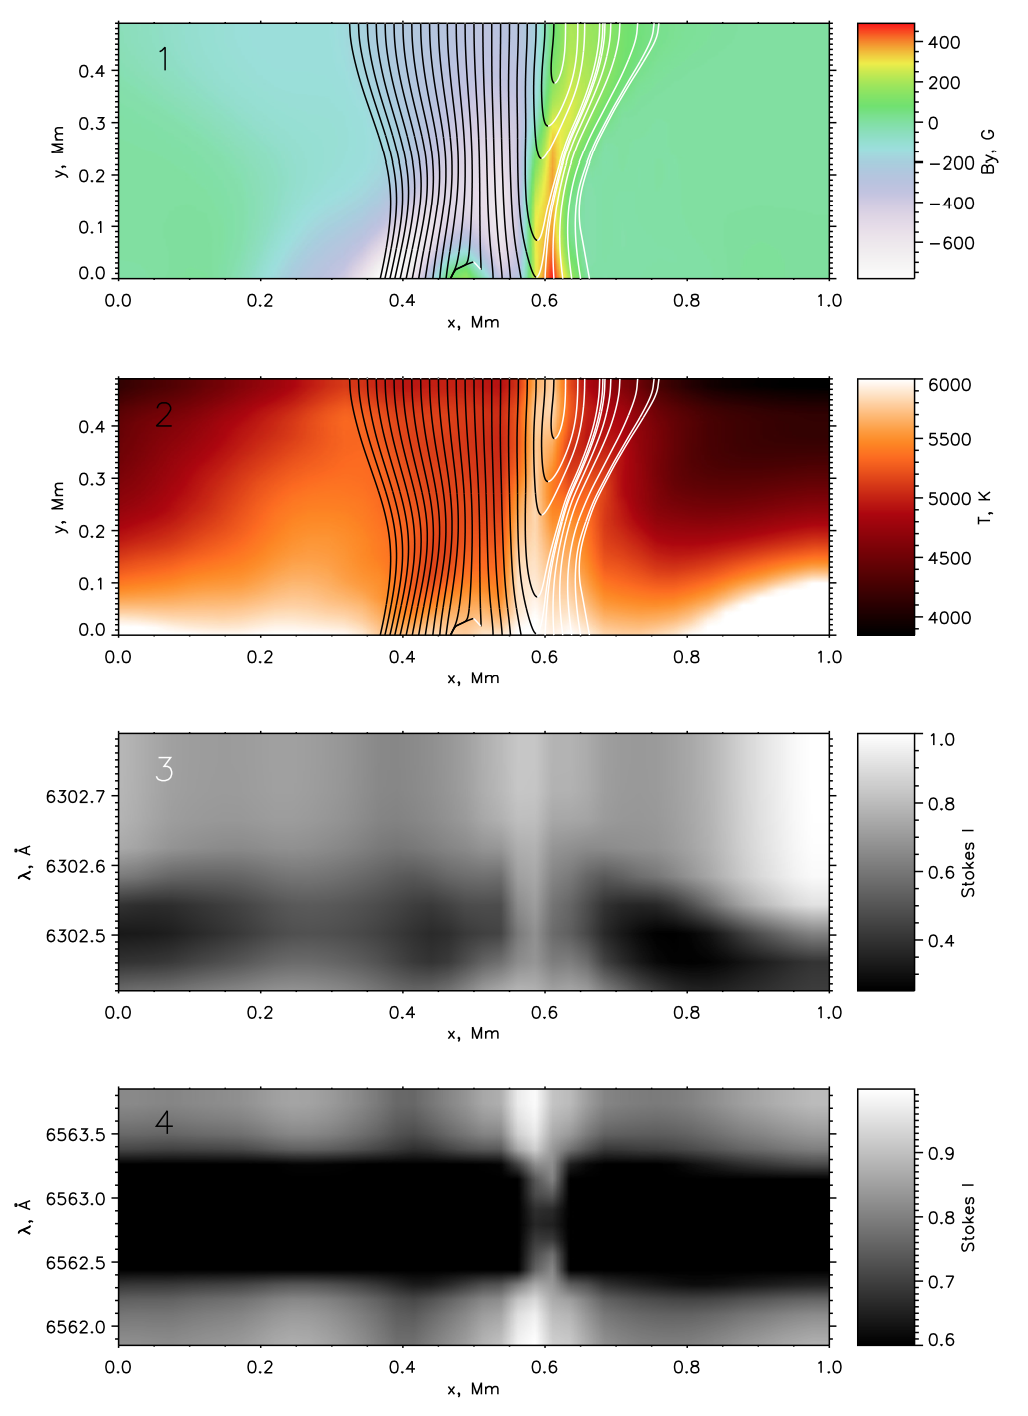 1
0.4
0.3
0.2
0.1
0.0
y, Mm
0.0 0.2 0.4 0.6 0.8 1.0
x, Mm
400
200
0
−200
−400
−600
By, G
2
0.4
0.3
0.2
0.1
0.0
y, Mm
0.0 0.2 0.4 0.6 0.8 1.0
x, Mm
6000
5500
5000
4500
4000
T, K
3
6302.7
6302.6
6302.5
λ, Å
0.0 0.2 0.4 0.6 0.8 1.0
x, Mm
1.0
0.8
0.6
0.4
Stokes I
4
6563.5
6563.0
6562.5
6562.0
λ, Å
0.0 0.2 0.4 0.6 0.8 1.0
x, Mm
0.9
0.8
0.7
0.6
Stokes I